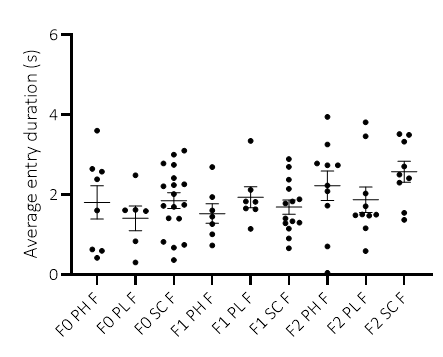 Average entry duration (s)
6
4
2
0
F0 PH F
F0 PL F
F0 SC F
F1 PH F
F1 PL F
F1 SC F
F2 PH F
F2 PL F
F2 SC F